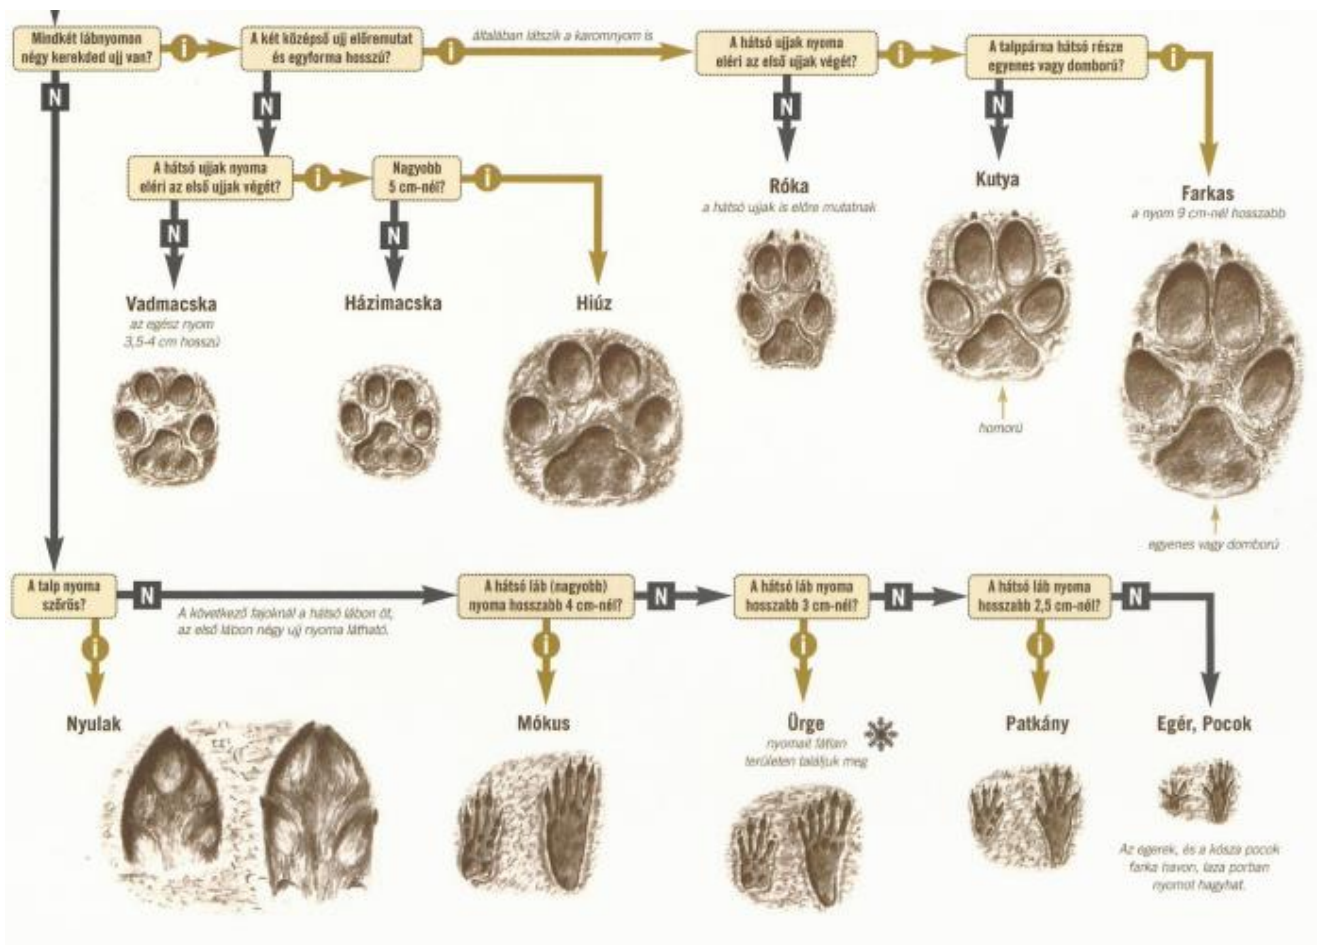 Mindkét lábnyomon
négy kerekded ujj van?
i
A két középső ujj előremutat
és egyforma hosszú?
i
általában látszik a karomnyom is
A hátsó ujjak nyoma
eléri az első ujjak végét?
i
A talppárna hátsó része
egyenes vagy domború?
i
N
N
N
N
A hátsó ujjak nyoma
eléri az első ujjak végét?
i
Nagyobb
5 cm-nél?
i
N
N
Róka
a hátsó ujjak is előre mutatnak
Kutya
Farkas
a nyom 9 cm-nél hosszabb
Vadmacska
az egész nyom
3,5-4 cm hosszú
Házimacska
Hiúz
homorú
egyenes vagy domború
A talp nyoma
szőrös?
N
A következő fajoknál a hátsó lábon öt,
az első lábon négy ujj nyoma látható.
A hátsó láb (nagyobb)
nyoma hosszabb 4 cm-nél?
N
A hátsó láb nyoma
hosszabb 3 cm-nél?
N
A hátsó láb nyoma
hosszabb 2,5 cm-nél?
N
i
i
i
i
Nyulak
Mókus
Ürge
nyomait fátlan
területen találjuk meg
Patkány
Egér, Pocok
Az egerek, és a kósza pocok
farka havon, laza porban
nyomot hagyhat.